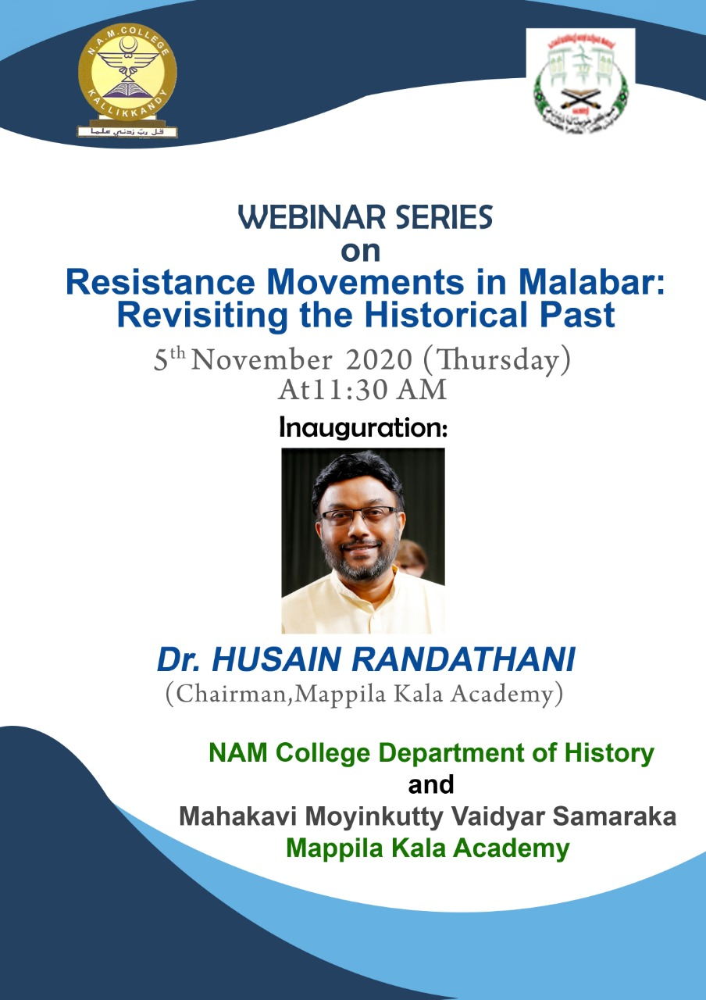 N.A.M.COLLEGE
KALLIKKANDY
قل ربّ زدني علما
WEBINAR SERIES
on
Resistance Movements in Malabar:
Revisiting the Historical Past
5th November 2020 (Thursday)
At11:30 AM
Inauguration:
Dr. HUSAIN RANDATHANI
(Chairman,Mappila Kala Academy)
NAM College Department of History
and
Mahakavi Moyinkutty Vaidyar Samaraka
Mappila Kala Academy